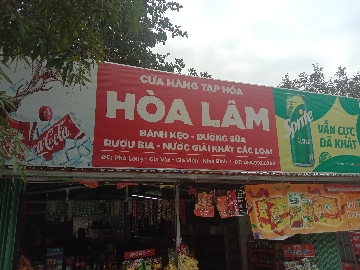 CỬA HÀNG TẠP HÓA
HÒA LÂM
BÁNH KẸO - ĐƯỜNG SỮA
RƯỢU BIA - NƯỚC GIẢI KHÁT CÁC LOẠI
Coca-Cola
Sprite
VẪN CỰC
ĐÃ KHÁT